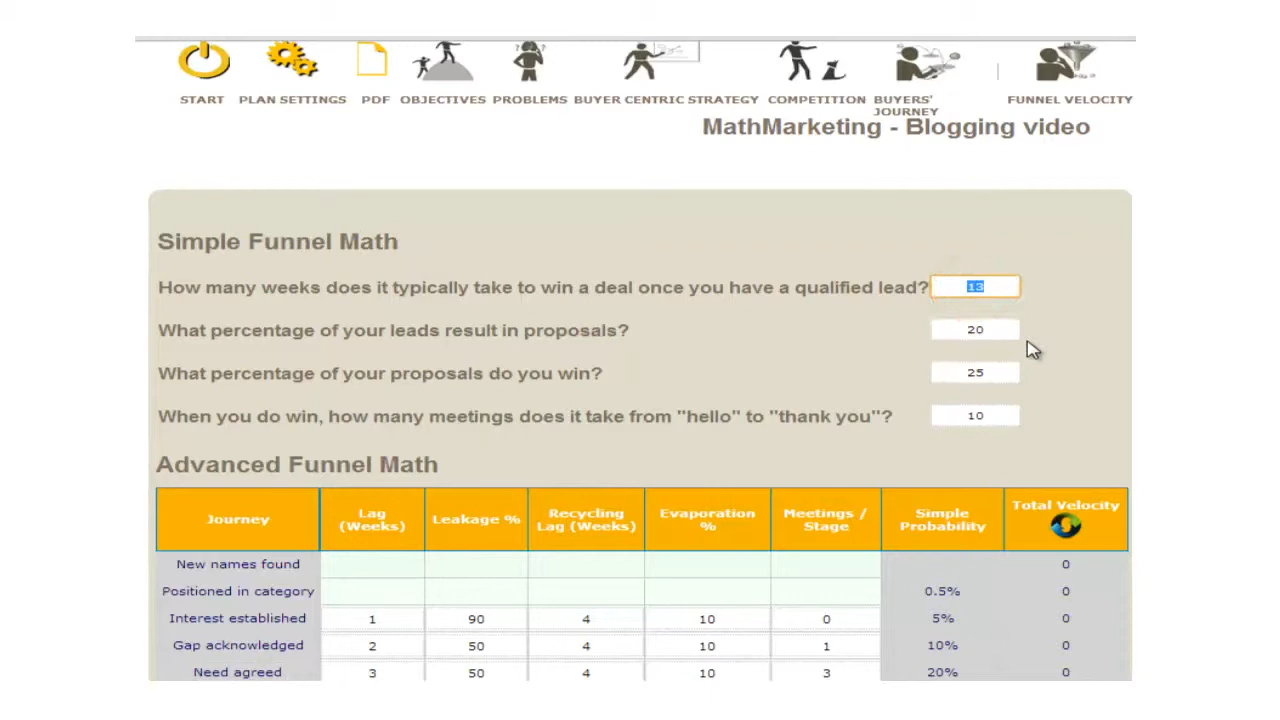 START PLAN SETTINGS PDF OBJECTIVES PROBLEMS BUYER CENTRIC STRATEGY COMPETITION BUYERS' JOURNEY FUNNEL VELOCITY
MathMarketing - Blogging video
Simple Funnel Math
How many weeks does it typically take to win a deal once you have a qualified lead? 13
What percentage of your leads result in proposals? 20
What percentage of your proposals do you win? 25
When you do win, how many meetings does it take from "hello" to "thank you"? 10
Advanced Funnel Math
Journey Lag (Weeks) Leakage % Recycling Lag (Weeks) Evaporation % Meetings / Stage Simple Probability Total Velocity
New names found 0
Positioned in category 0.5% 0
Interest established 1 90 4 10 0 5% 0
Gap acknowledged 2 50 4 10 1 10% 0
Need agreed 3 50 4 10 3 20% 0